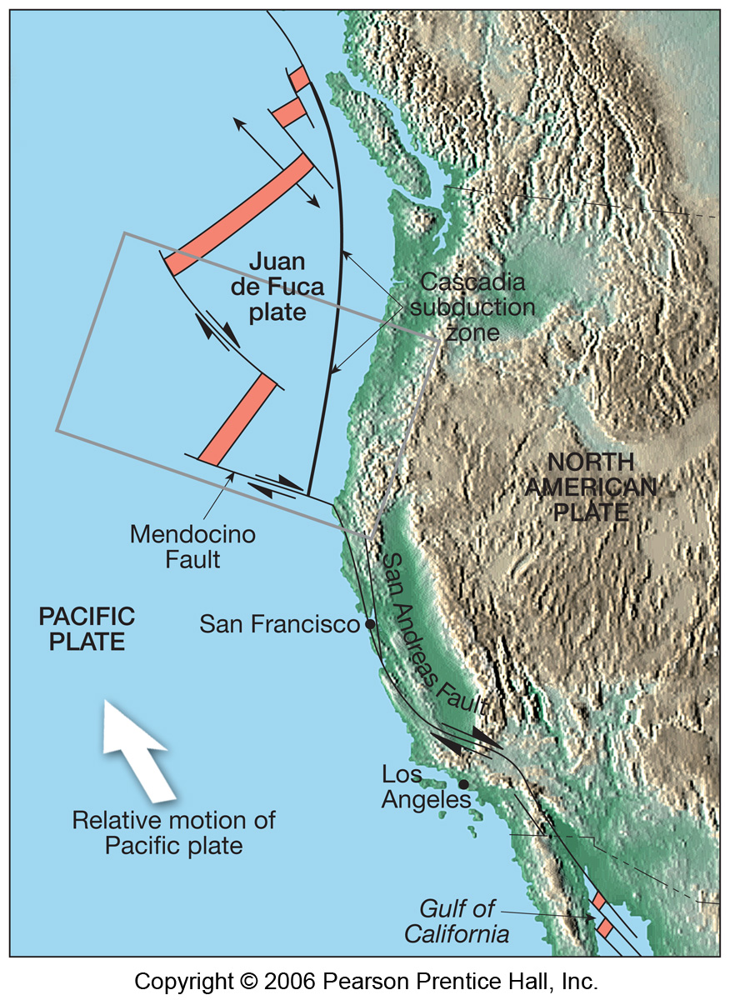 Juan
de Fuca
plate
Cascadia
subduction
zone
NORTH
AMERICAN
PLATE
Mendocino
Fault
San Andreas Fault
PACIFIC
PLATE
San Francisco
Los
Angeles
Relative motion of
Pacific plate
Gulf of
California
Copyright © 2006 Pearson Prentice Hall, Inc.